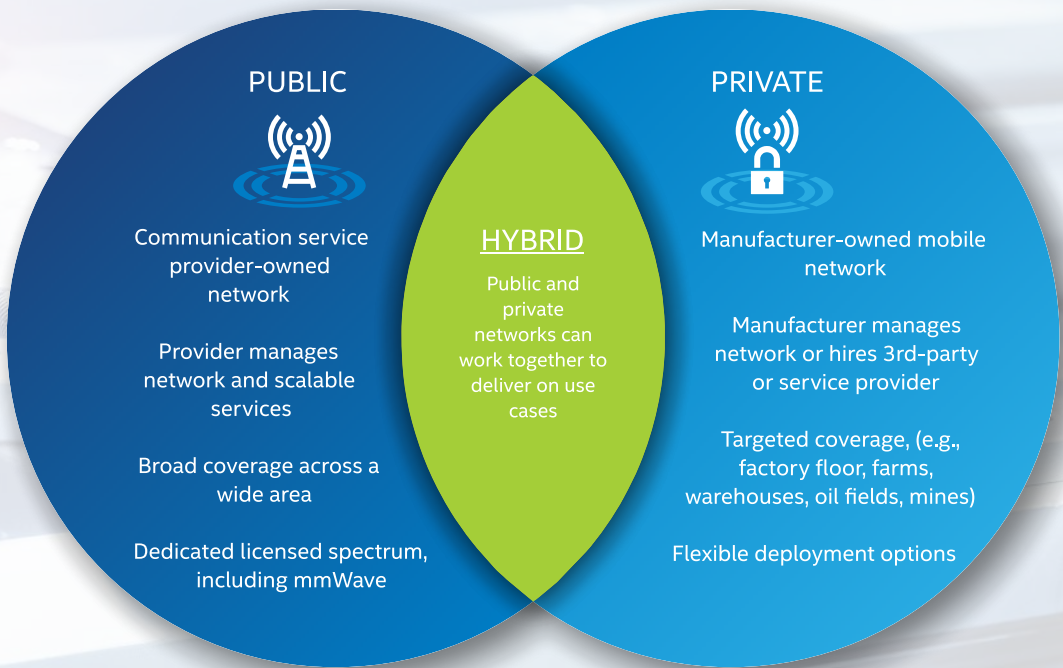 PUBLIC
Communication service
provider-owned
network
Provider manages
network and scalable
services
Broad coverage across a
wide area
Dedicated licensed spectrum,
including mmWave
HYBRID
Public and
private
networks can
work together to
deliver on use
cases
PRIVATE
Manufacturer-owned mobile
network
Manufacturer manages
network or hires 3rd-party
or service provider
Targeted coverage, (e.g.,
factory floor, farms,
warehouses, oil fields, mines)
Flexible deployment options